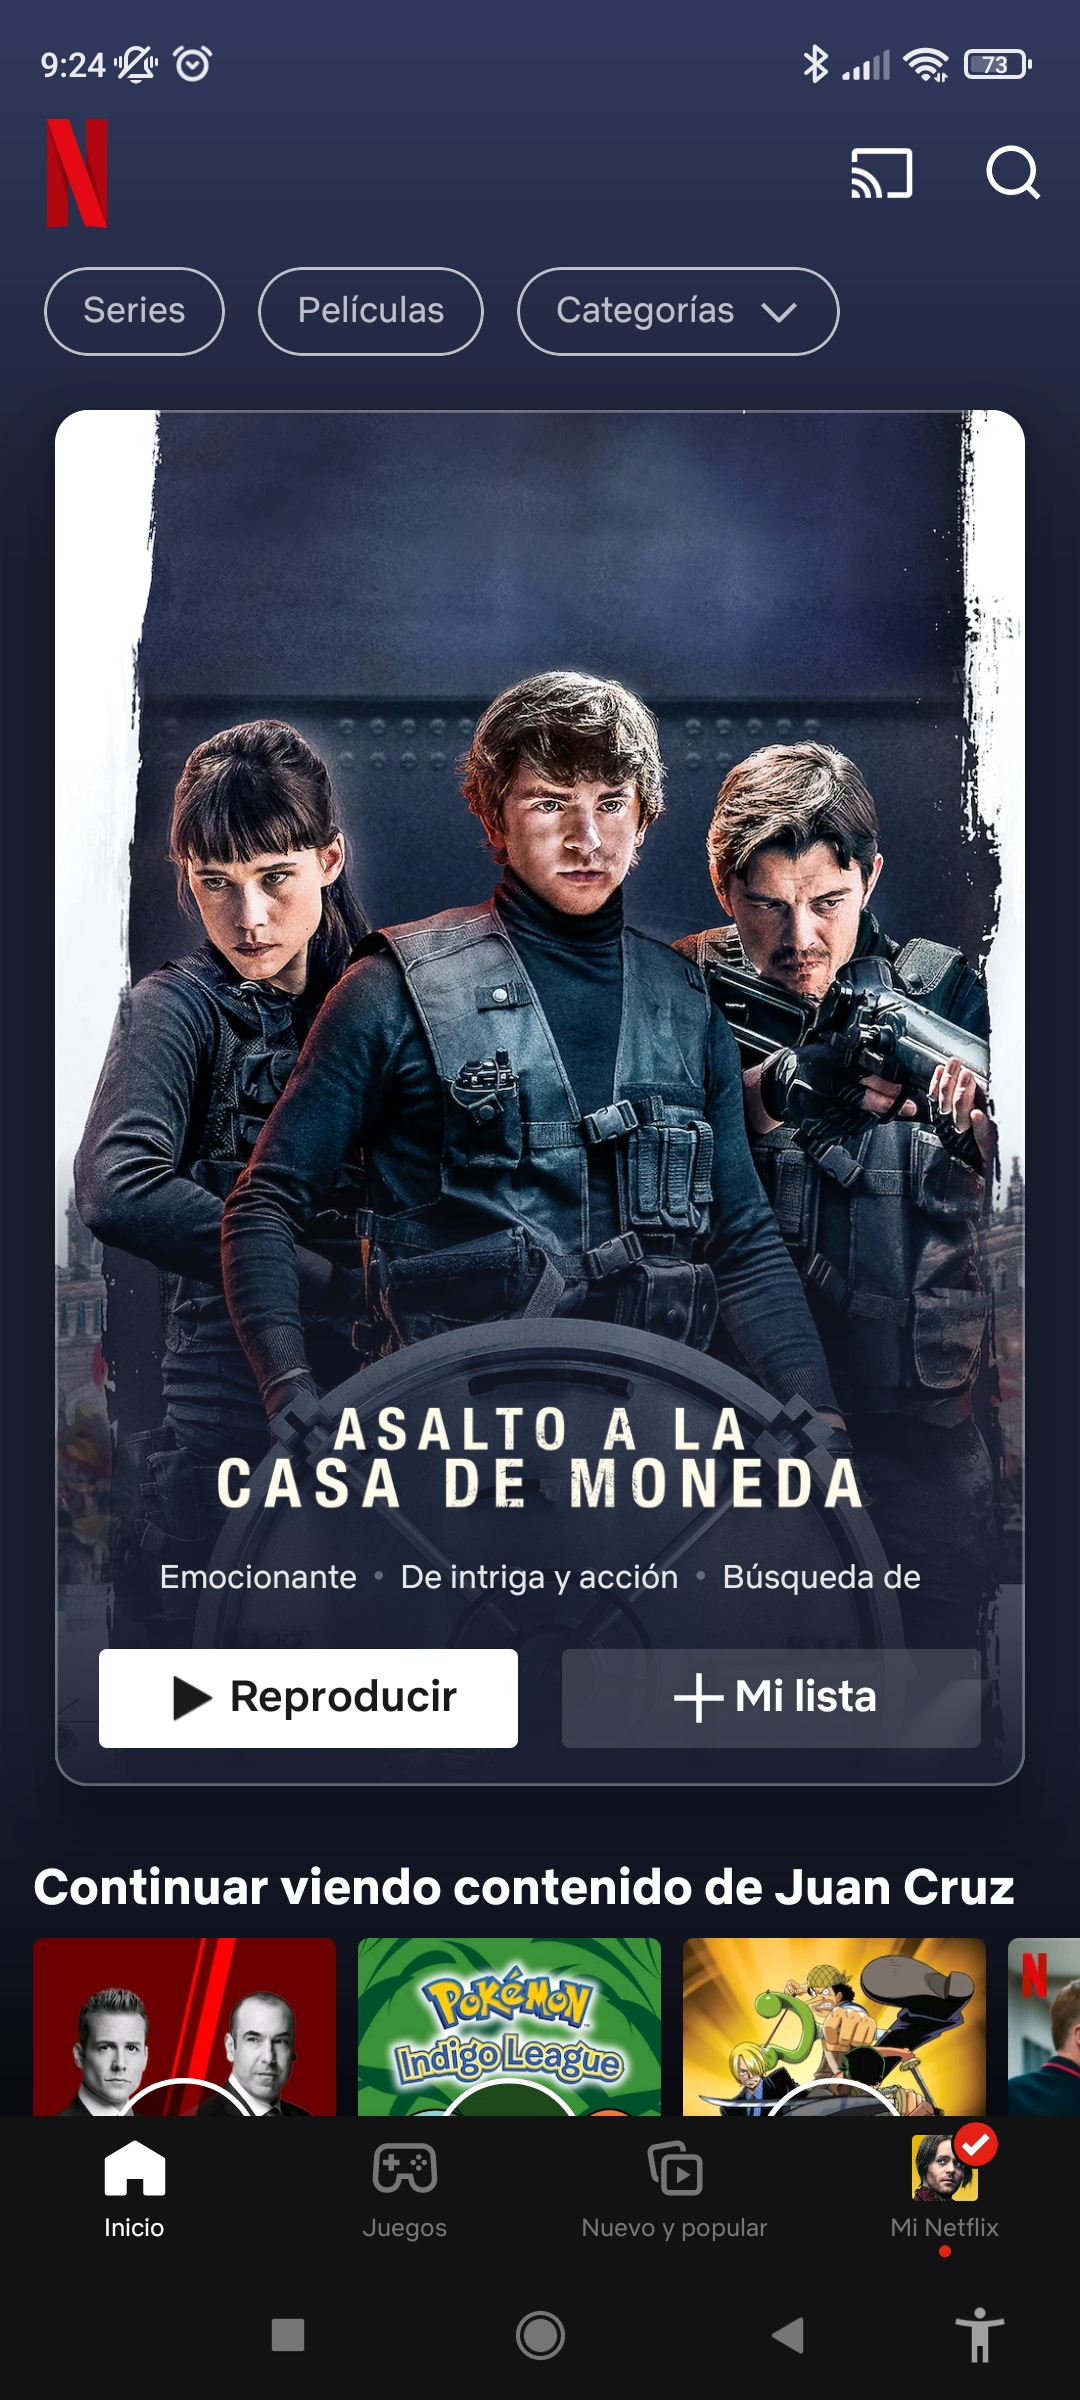 9:24
73
N
Series
Películas
Categorías
ASALTO A LA
CASA DE MONEDA
Emocionante • De intriga y acción • Búsqueda de
Reproducir
Mi lista
Continuar viendo contenido de Juan Cruz
POKéMON
Indigo League
N
Inicio
Juegos
Nuevo y popular
Mi Netflix